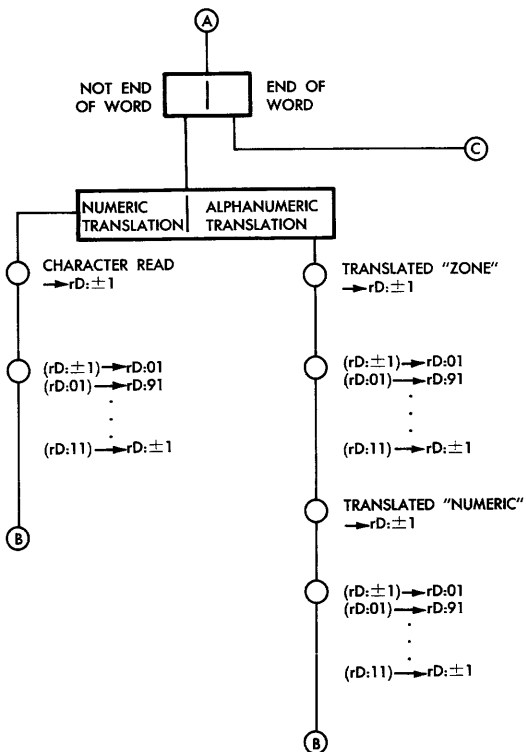 A
NOT END
OF WORD
END OF
WORD
C
NUMERIC
TRANSLATION
ALPHANUMERIC
TRANSLATION
CHARACTER READ
→rD:±1
(rD:±1)→rD:01
(rD:01)→rD:91
(rD:11)→rD:±1
B
TRANSLATED "ZONE"
→rD:±1
(rD:±1)→rD:01
(rD:01)→rD:91
(rD:11)→rD:±1
TRANSLATED "NUMERIC"
→rD:±1
(rD:±1)→rD:01
(rD:01)→rD:91
(rD:11)→rD:±1
B